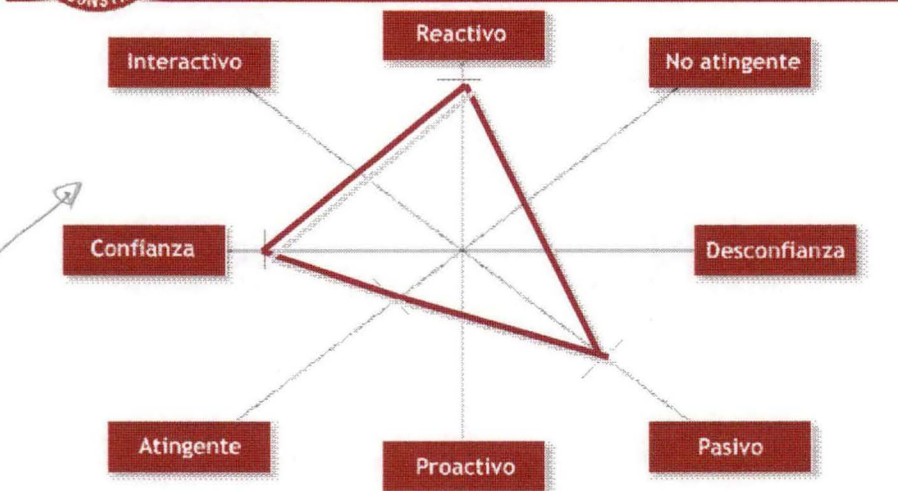 Reactivo
Interactivo
No atingente
Confianza
Desconfianza
Atingente
Proactivo
Pasivo